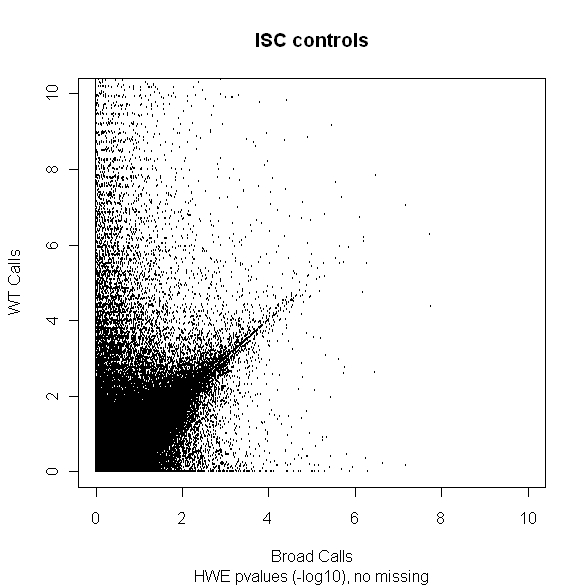 ISC controls
10
8
6
4
2
0
WT Calls
0 2 4 6 8 10
Broad Calls
HWE pvalues (-log10), no missing